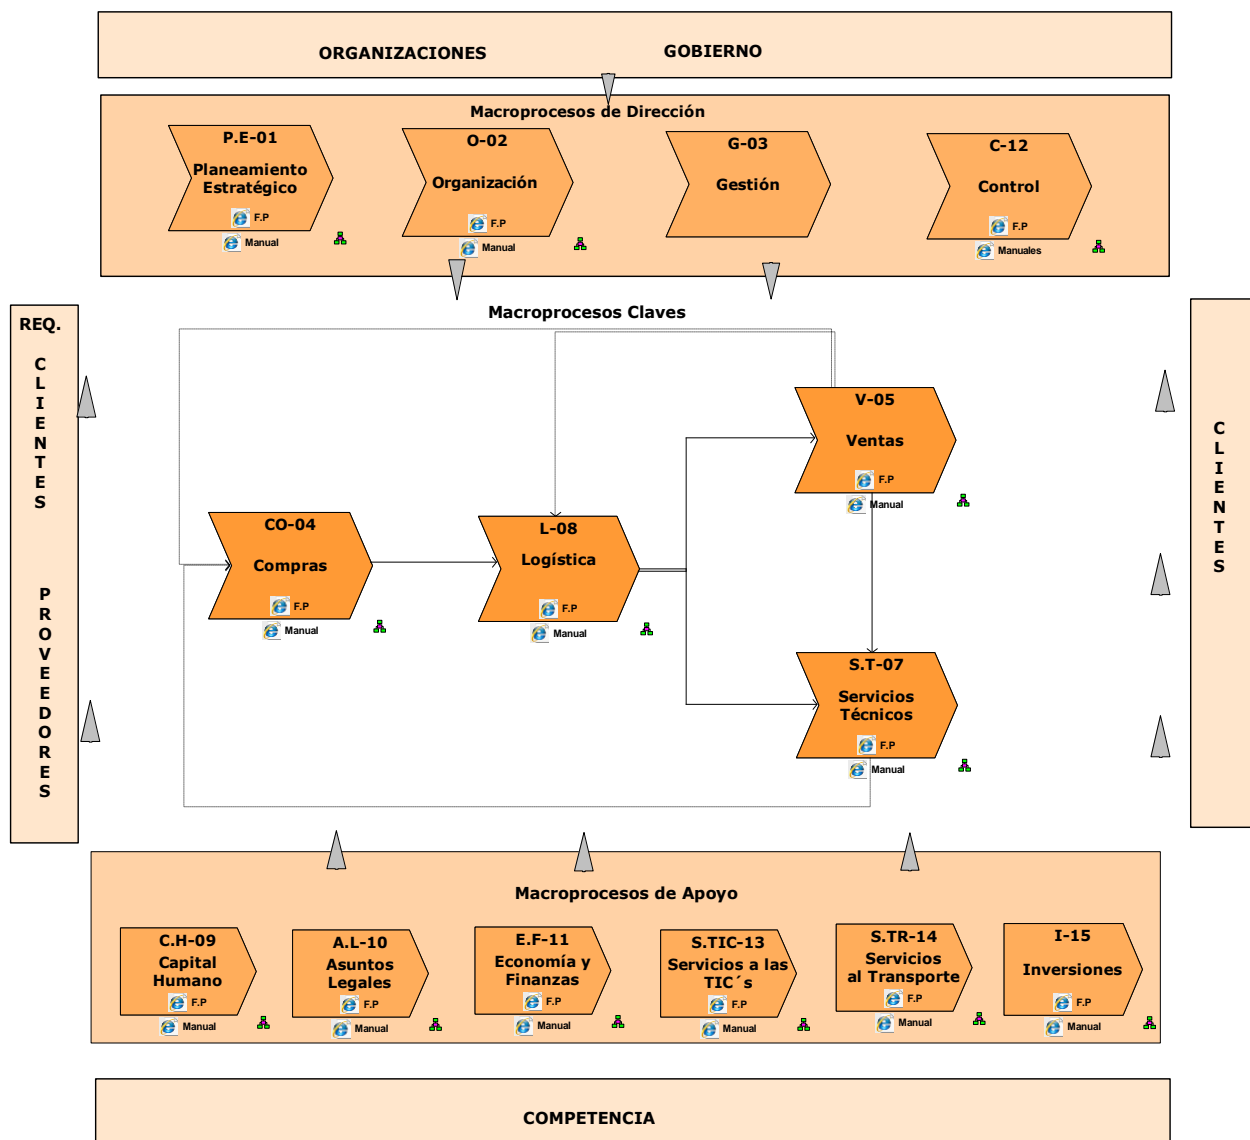 ORGANIZACIONES
GOBIERNO
Macroprocesos de Dirección
P.E-01
Planeamiento
Estratégico
F.P
Manual
O-02
Organización
F.P
Manual
G-03
Gestión
C-12
Control
F.P
Manuales
Macroprocesos Claves
REQ.
CLIENTES
PROVEEDORES
V-05
Ventas
F.P
Manual
CO-04
Compras
F.P
Manual
L-08
Logística
F.P
Manual
S.T-07
Servicios
Técnicos
F.P
Manual
CLIENTES
Macroprocesos de Apoyo
C.H-09
Capital
Humano
F.P
Manual
A.L-10
Asuntos
Legales
F.P
Manual
E.F-11
Economía y
Finanzas
F.P
Manual
S.TIC-13
Servicios a las
TIC´s
F.P
Manual
S.TR-14
Servicios
al Transporte
F.P
Manual
I-15
Inversiones
F.P
Manual
COMPETENCIA